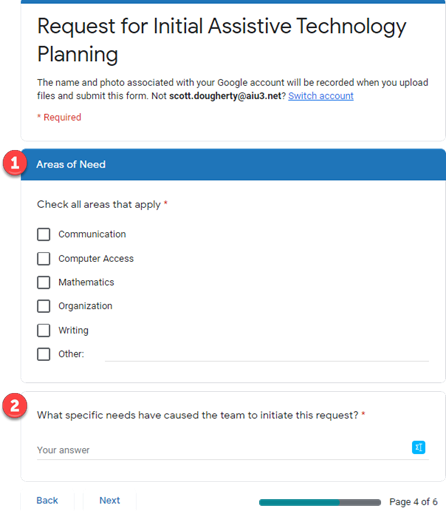 Request for Initial Assistive Technology
Planning
The name and photo associated with your Google account will be recorded when you upload
files and submit this form. Not scott.dougherty@aiu3.net? Switch account
* Required
1
Areas of Need
Check all areas that apply *
Communication
Computer Access
Mathematics
Organization
Writing
Other:
2
What specific needs have caused the team to initiate this request? *
Your answer
Back Next Page 4 of 6